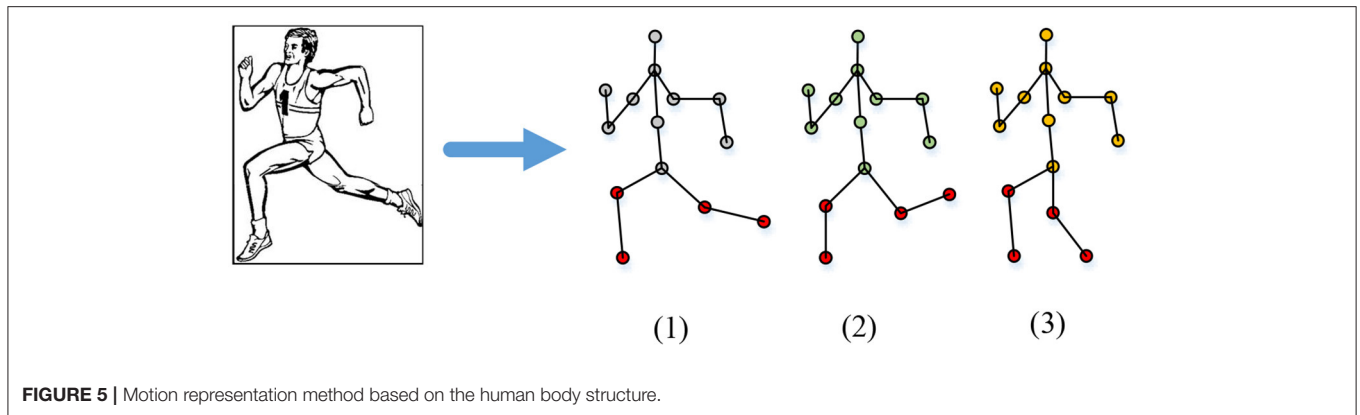 1
(1) (2) (3)
FIGURE 5 | Motion representation method based on the human body structure.